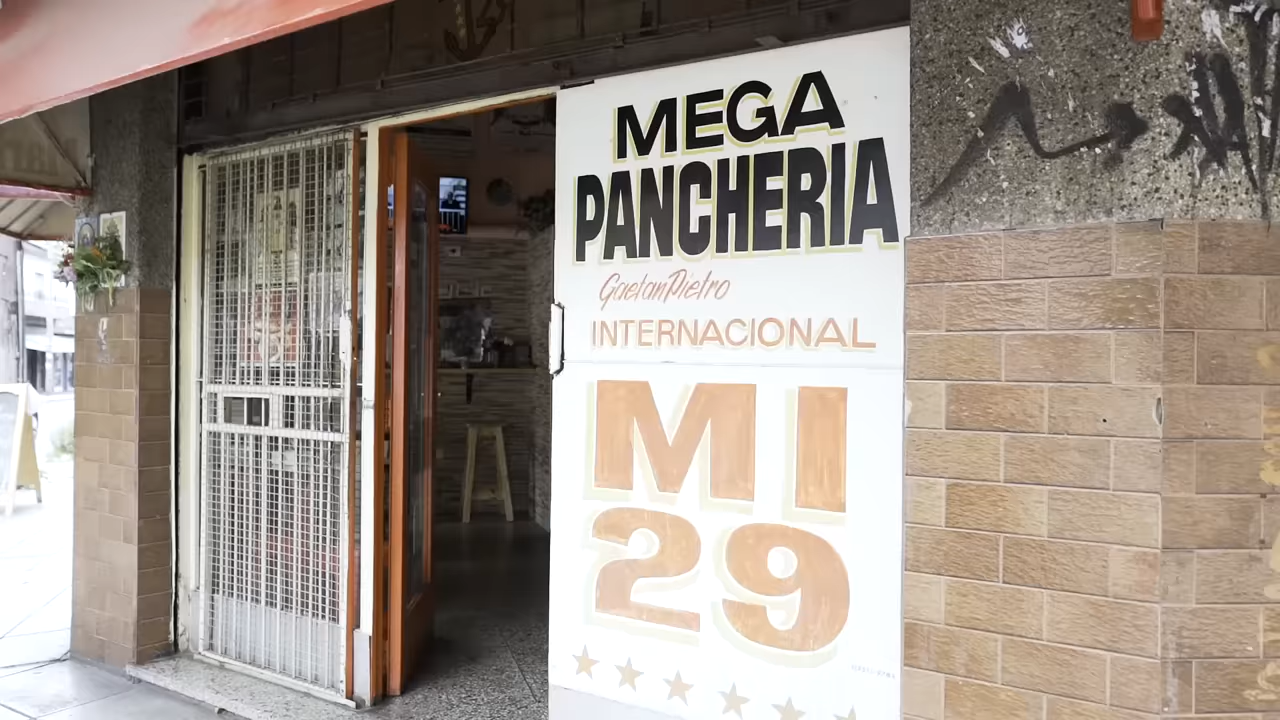 MEGA
PANCHERIA
GaetanPietro
INTERNACIONAL
MI
29